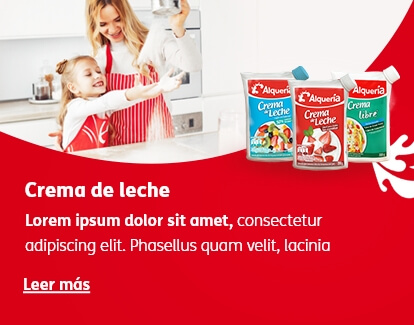 Alquería
Crema de Leche
Alquería
Crema de Leche
Alquería
Crema libre
Crema de leche
Lorem ipsum dolor sit amet, consectetur
adipiscing elit. Phasellus quam velit, lacinia
Leer más